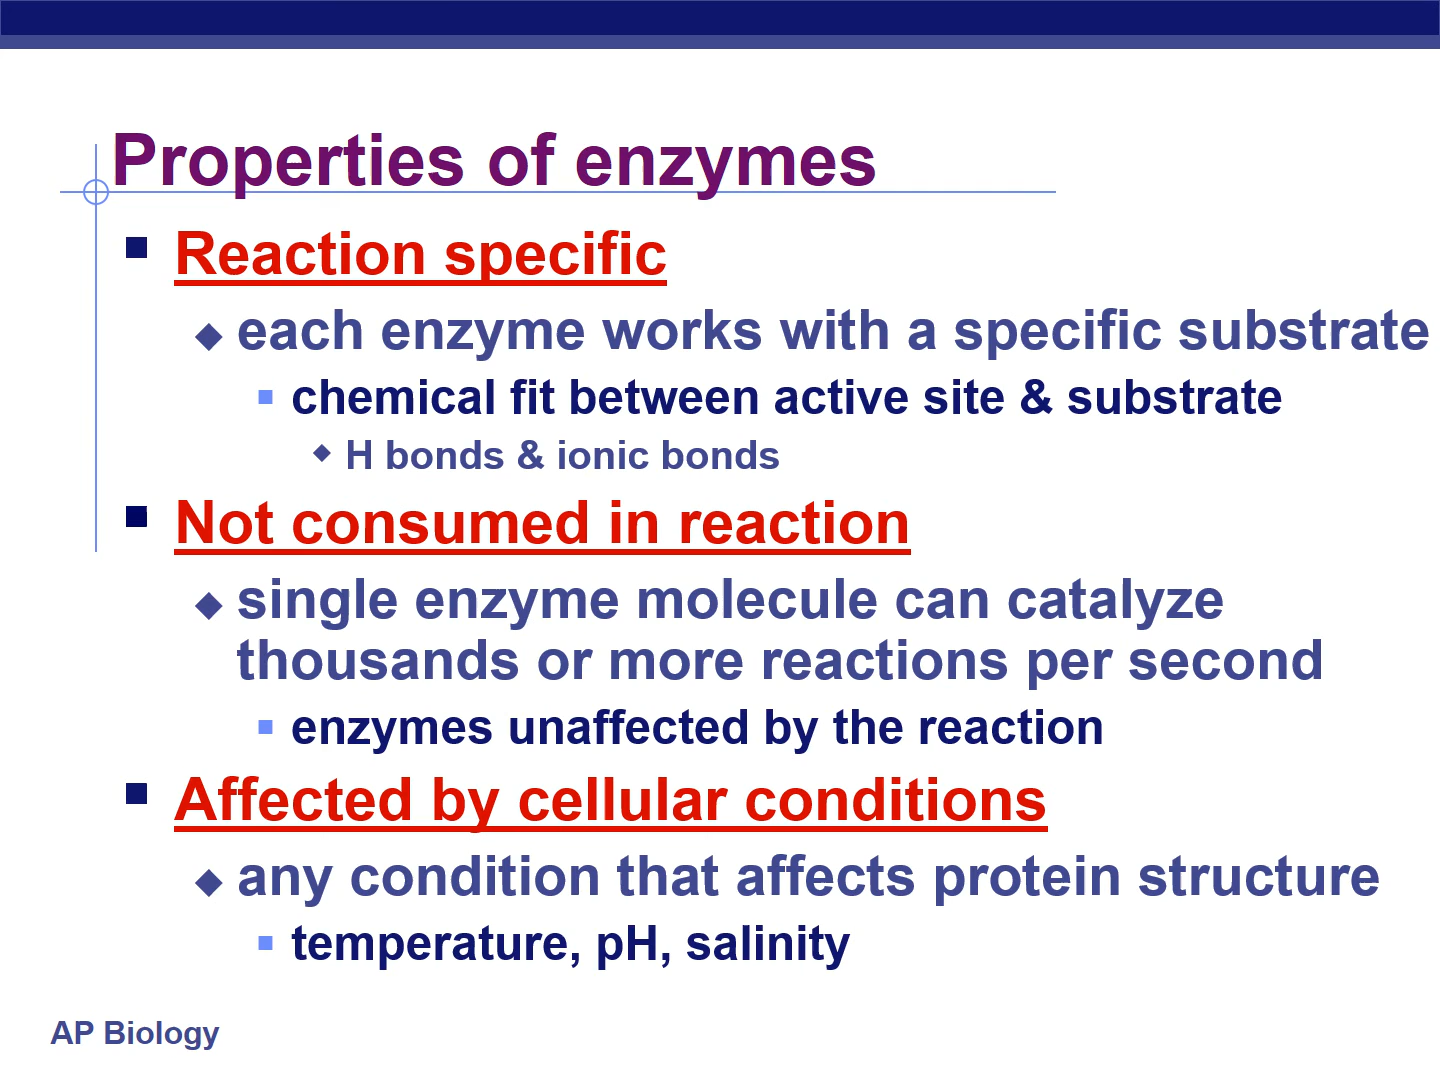 Properties of enzymes
Reaction specific
each enzyme works with a specific substrate
chemical fit between active site & substrate
H bonds & ionic bonds
Not consumed in reaction
single enzyme molecule can catalyze
thousands or more reactions per second
enzymes unaffected by the reaction
Affected by cellular conditions
any condition that affects protein structure
temperature, pH, salinity
AP Biology